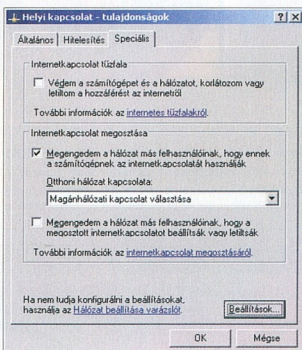 Helyi kapcsolat - tulajdonságok
Általános Hitelesítés Speciális
Internetkapcsolat tűzfala
Védem a számítógépet és a hálózatot, korlátozom vagy
letiltom a hozzáférést az internetről
További információk az internetes tűzfalakról.
Internetkapcsolat megosztása
Megengedem a hálózat más felhasználóinak, hogy ennek
a számítógépnek az internetkapcsolatát használják
Otthoni hálózat kapcsolata:
Magánhálózati kapcsolat választása
Megengedem a hálózat más felhasználóinak, hogy a
megosztott internetkapcsolatot beállítsák vagy letiltsák
További információk az internetkapcsolat megosztásáról.
Ha nem tudja konfigurálni a beállításokat,
használja az Hálózat beállítása varázslót.
Beállítások...
OK Mégse